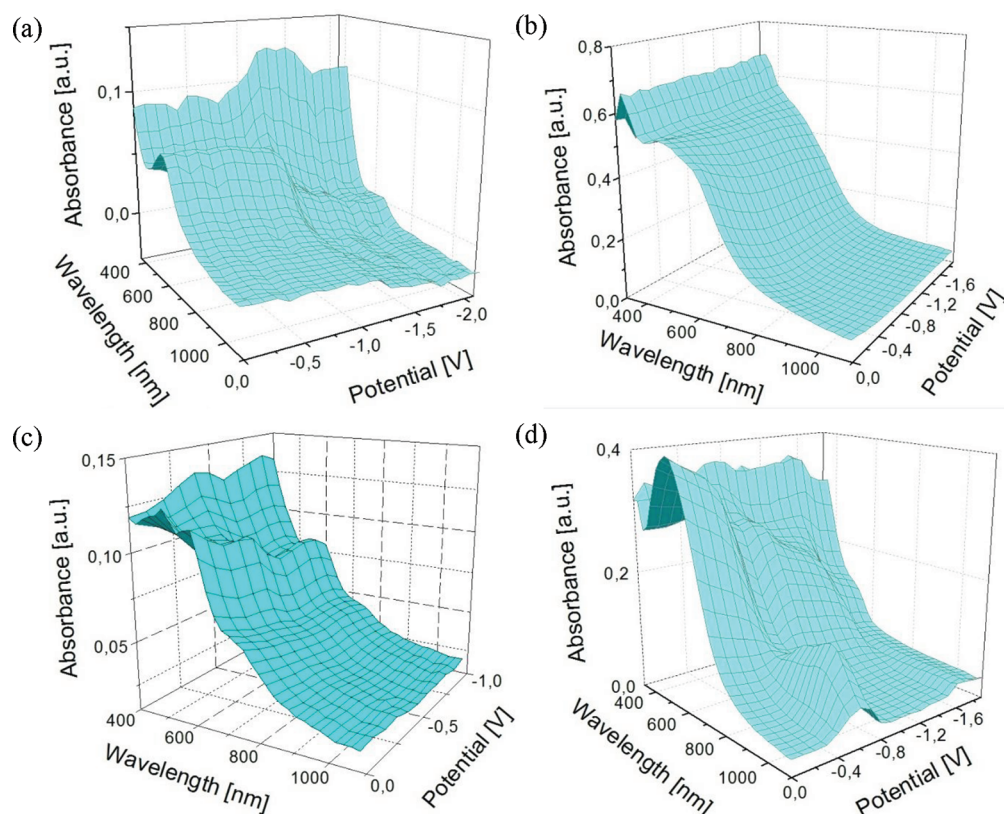 (a)
Absorbance [a.u.]
0,1
0,0
400
600
800
1000
Wavelength [nm]
0,0
-0,5
-1,0
-1,5
-2,0
Potential [V]
(b)
Absorbance [a.u.]
0,8
0,6
0,4
0,2
0,0
400
600
800
1000
Wavelength [nm]
0,0
-0,4
-0,8
-1,2
-1,6
Potential [V]
(c)
Absorbance [a.u.]
0,15
0,10
0,05
400
600
800
1000
Wavelength [nm]
0,0
-0,5
-1,0
Potential [V]
(d)
Absorbance [a.u.]
0,4
0,2
0,0
400
600
800
1000
Wavelength [nm]
0,0
-0,4
-0,8
-1,2
-1,6
Potential [V]